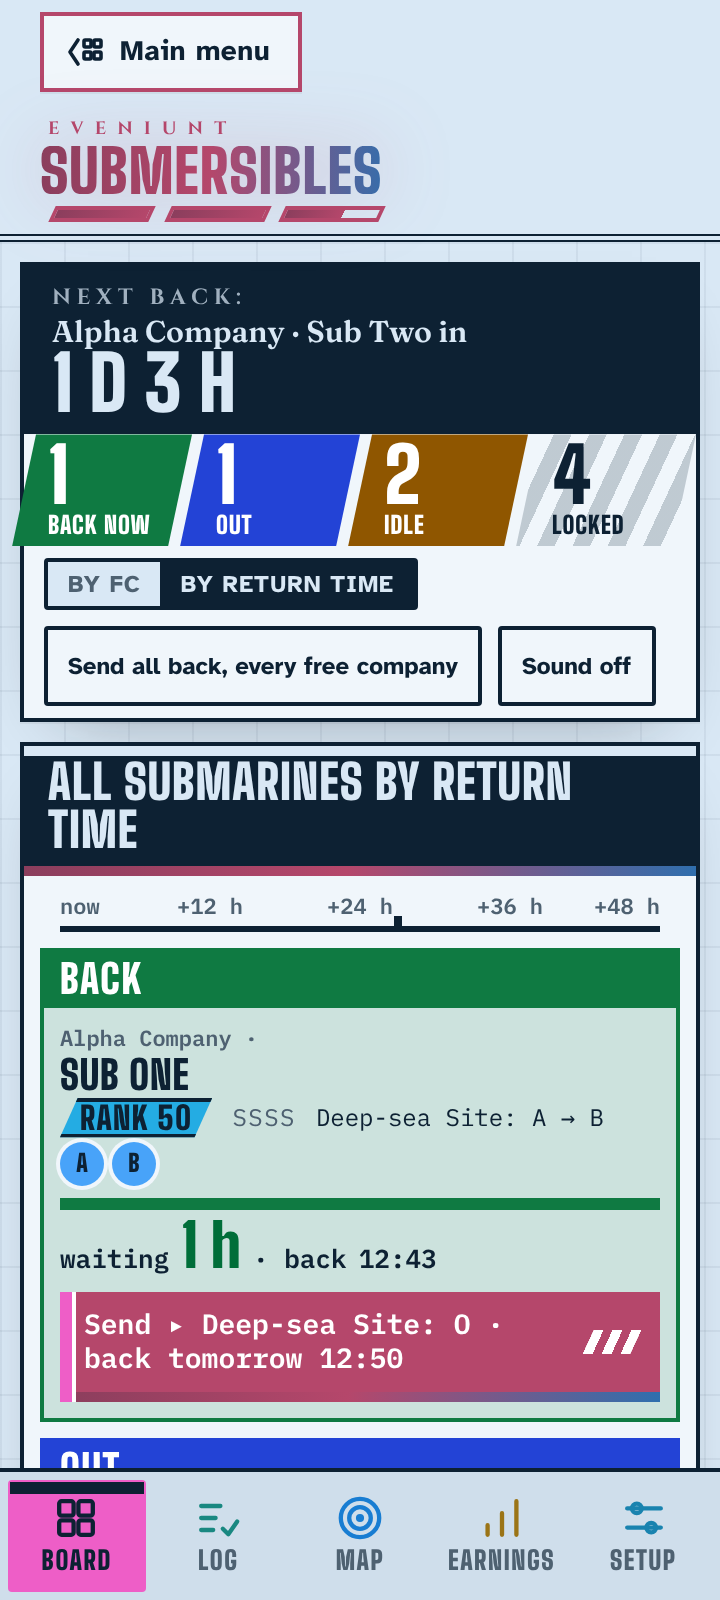 Main menu
EVENIUNT
SUBMERSIBLES
NEXT BACK:
Alpha Company · Sub Two in
1 D 3 H
1
BACK NOW
1
OUT
2
IDLE
4
LOCKED
BY FC
BY RETURN TIME
Send all back, every free company
Sound off
ALL SUBMARINES BY RETURN
TIME
now +12 h +24 h +36 h +48 h
BACK
Alpha Company ·
SUB ONE
RANK 50 SSSS Deep-sea Site: A → B
A B
waiting 1 h · back 12:43
Send ▸ Deep-sea Site: O ·
back tomorrow 12:50
OUT
BOARD LOG MAP EARNINGS SETUP